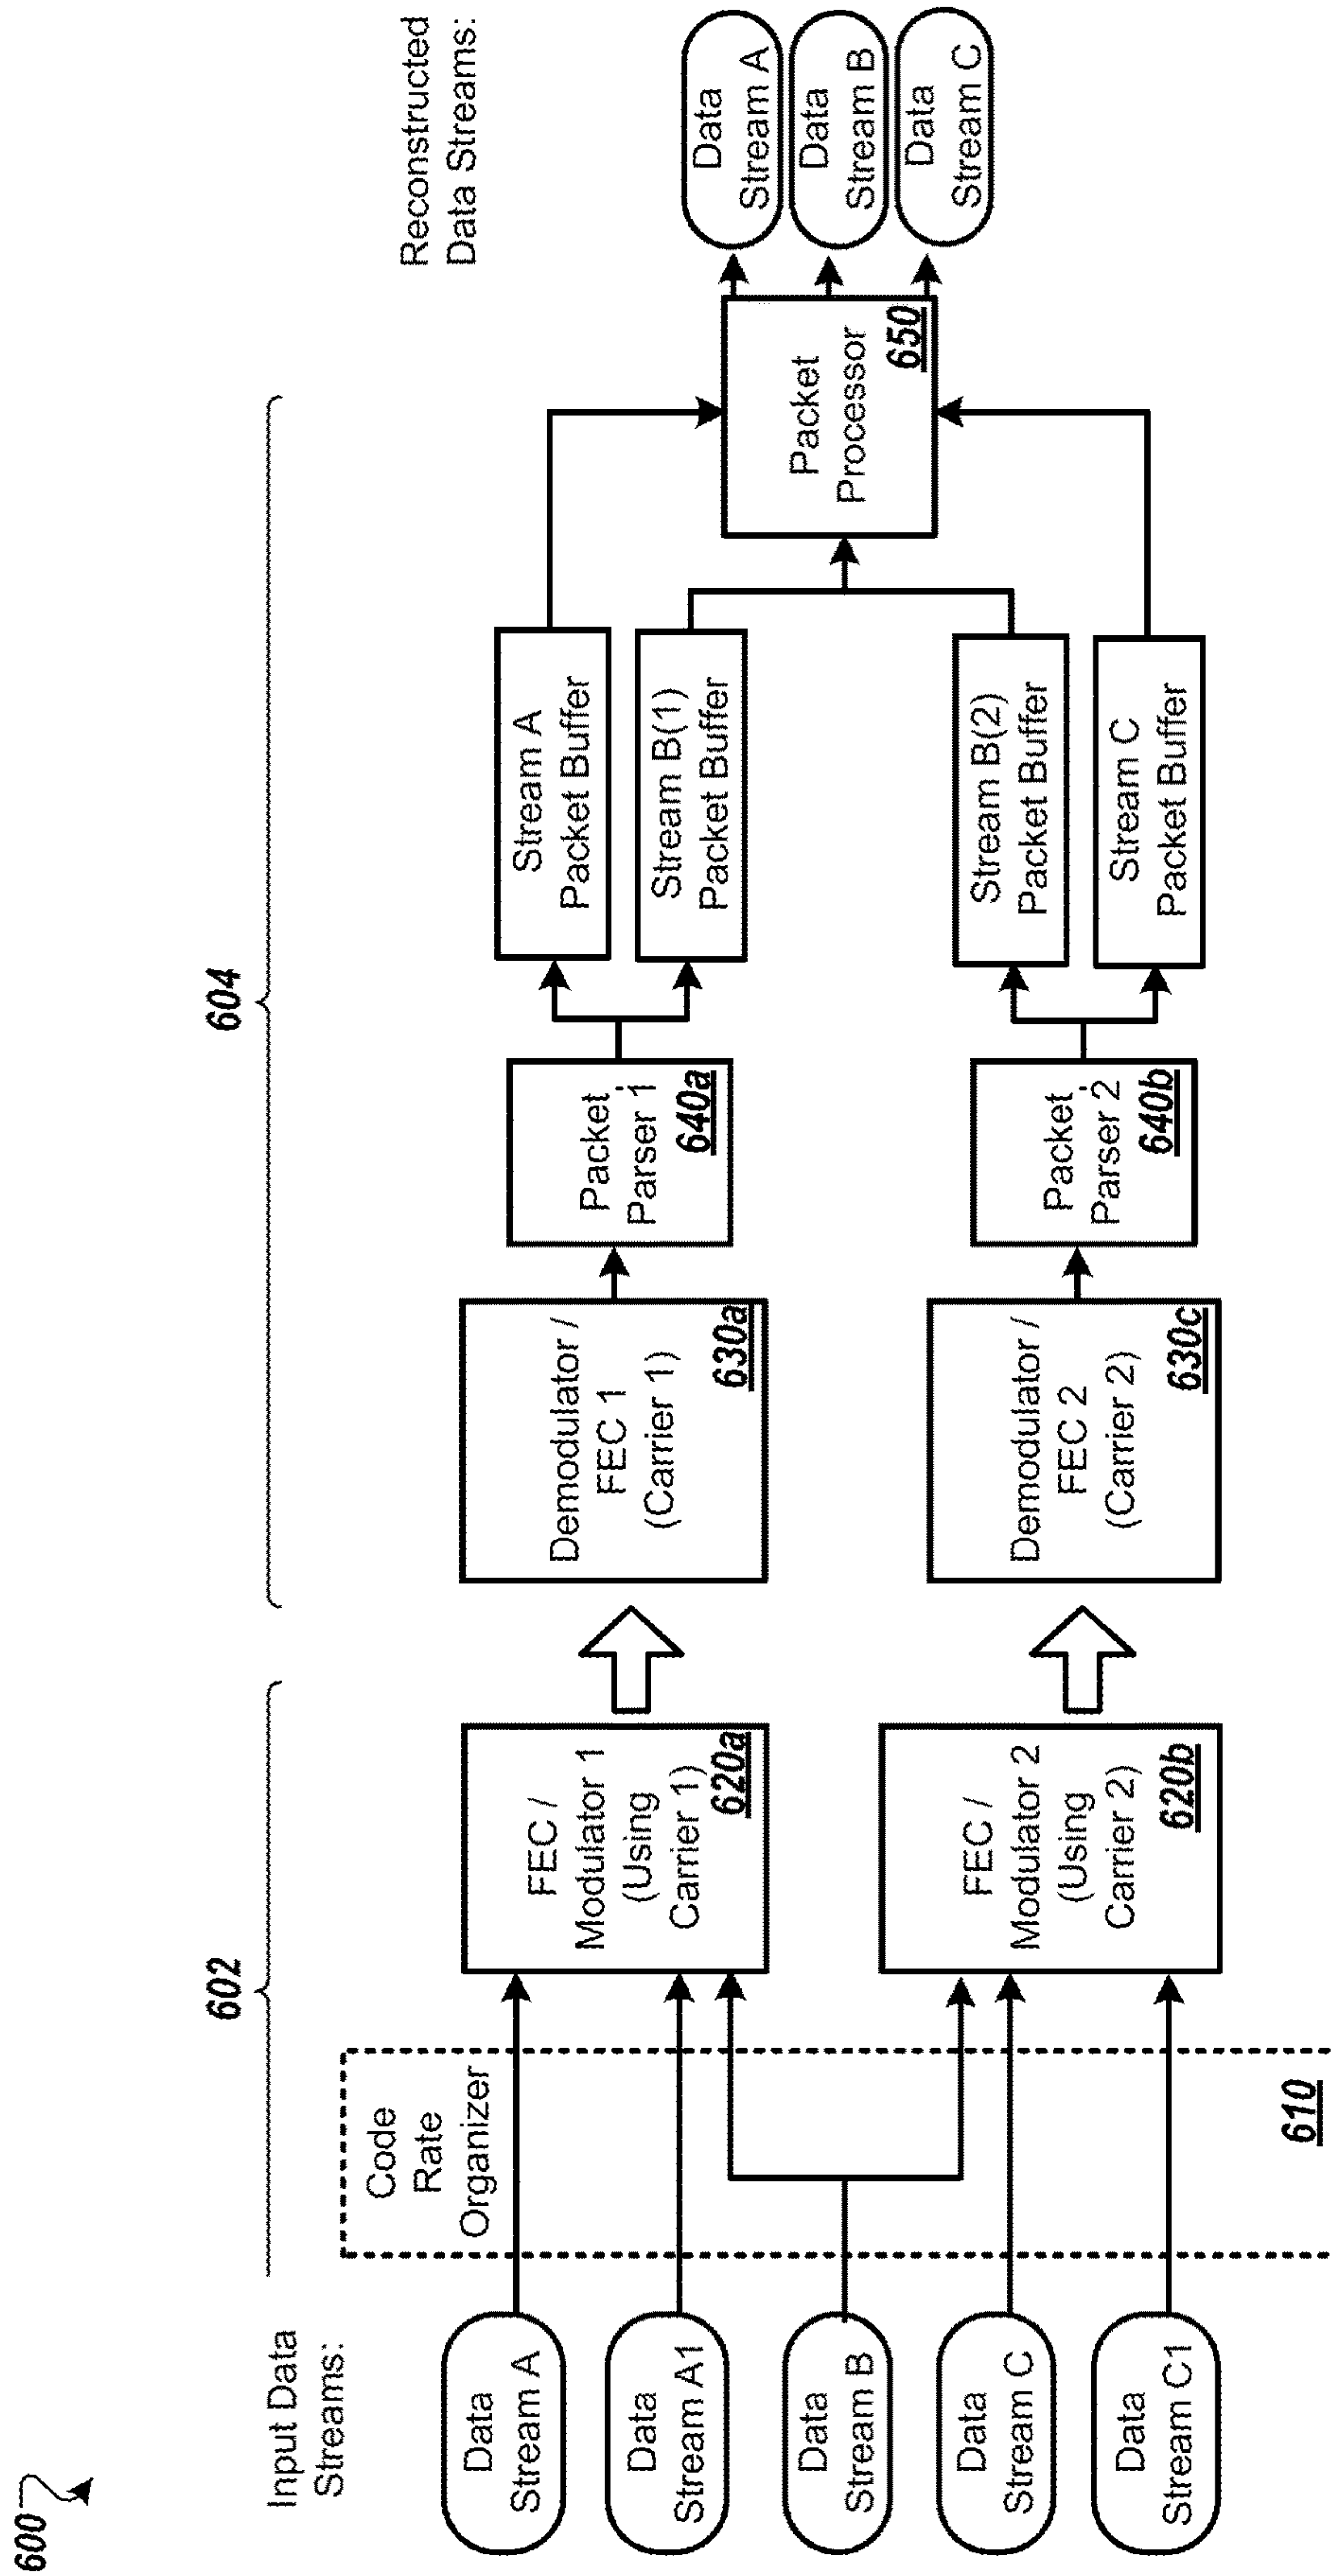 600
602
604
Input Data
Streams:
Data
Stream A
Data
Stream A1
Data
Stream B
Data
Stream C
Data
Stream C1
Code
Rate
Organizer
610
FEC /
Modulator 1
(Using
Carrier 1)
620a
FEC /
Modulator 2
(Using
Carrier 2)
620b
Demodulator /
FEC 1
(Carrier 1)
630a
Demodulator /
FEC 2
(Carrier 2)
630c
Packet
Parser 1
640a
Packet
Parser 2
640b
Stream A
Packet Buffer
Stream B(1)
Packet Buffer
Stream B(2)
Packet Buffer
Stream C
Packet Buffer
Packet
Processor
650
Reconstructed
Data Streams:
Data
Stream A
Data
Stream B
Data
Stream C